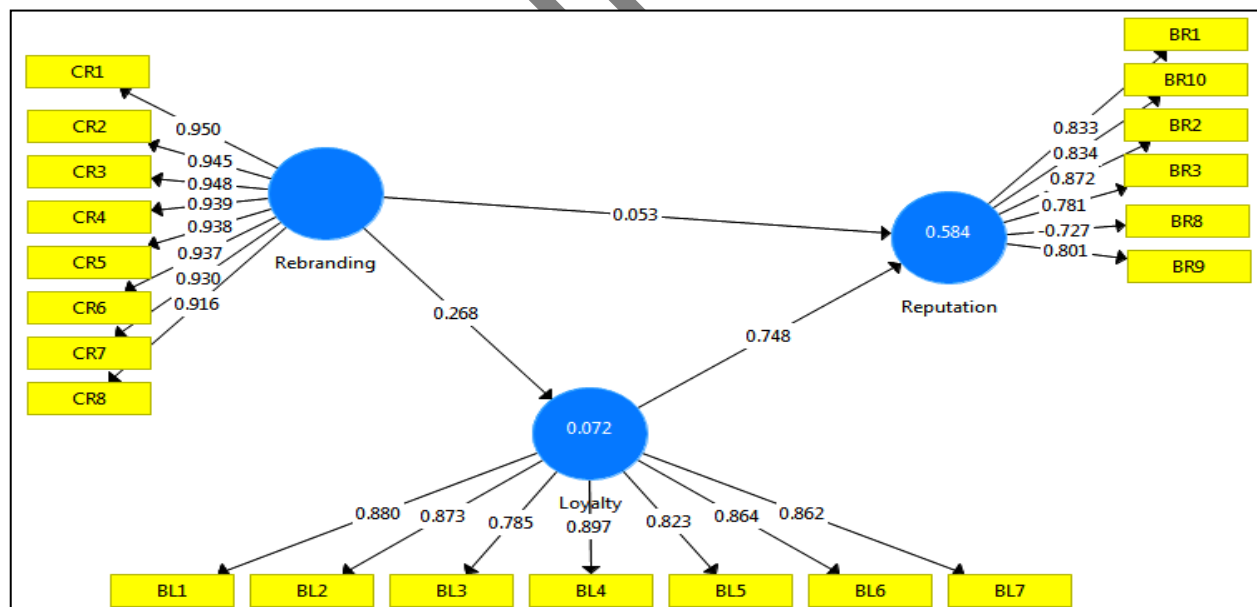 CR1
CR2
CR3
CR4
CR5
CR6
CR7
CR8
0.950
0.945
0.948
0.939
0.938
0.937
0.930
0.916
Rebranding
0.053
0.268
0.748
0.584
Reputation
BR1
BR10
BR2
BR3
BR8
BR9
0.833
0.834
0.872
0.781
-0.727
0.801
0.072
Loyalty
0.880
0.873
0.785
0.897
0.823
0.864
0.862
BL1
BL2
BL3
BL4
BL5
BL6
BL7